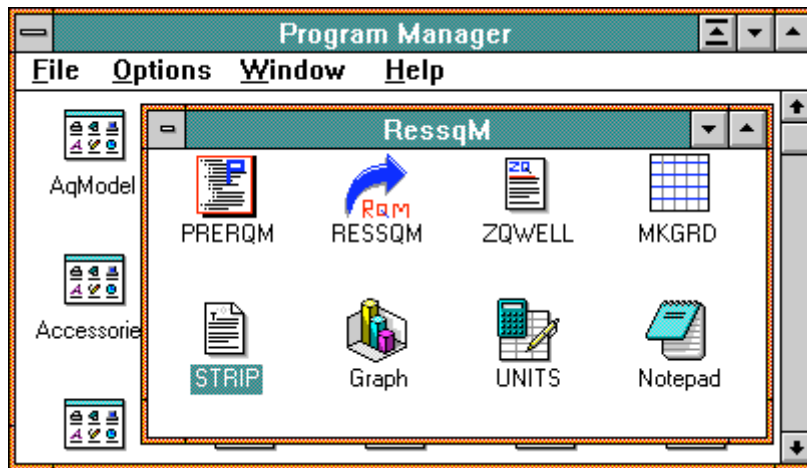 Program Manager
File Options Window Help
AqModel
RessqM
PRERQM RESSQM ZQWELL MKGRD
Accessorie
STRIP Graph UNITS Notepad